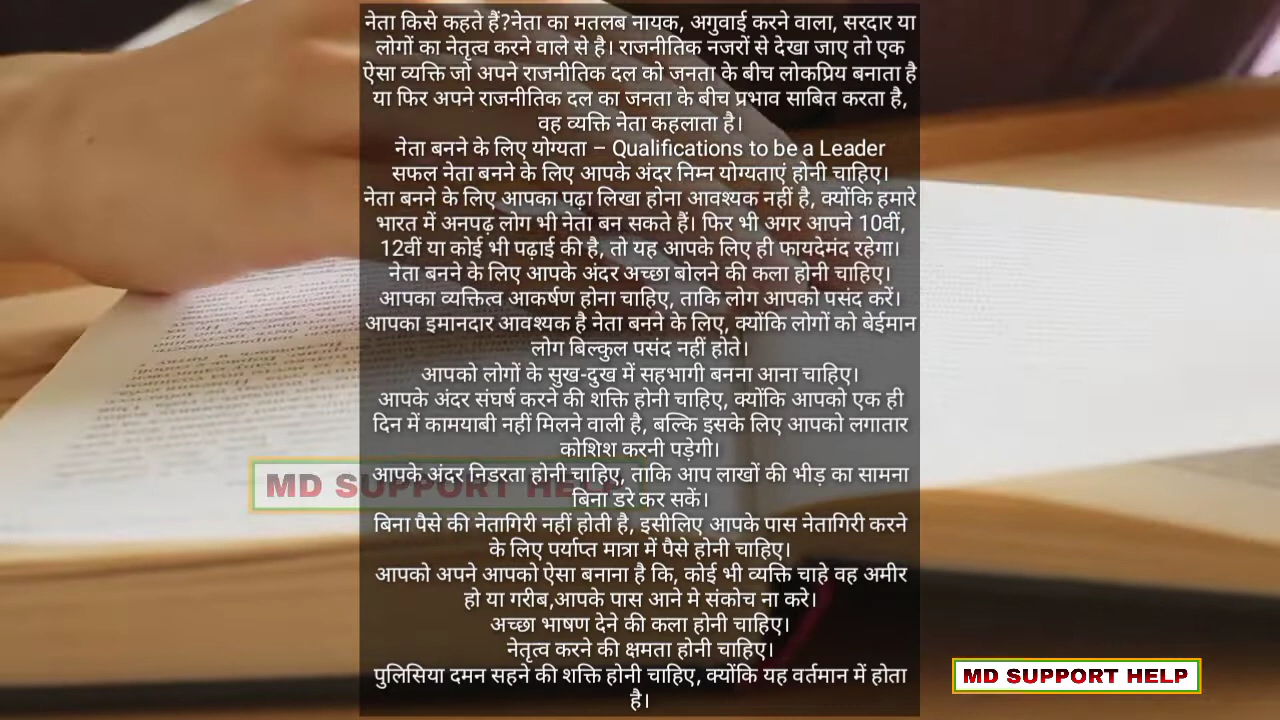 नेता किसे कहते हैं?नेता का मतलब नायक, अगुवाई करने वाला, सरदार या
लोगों का नेतृत्व करने वाले से है। राजनीतिक नजरों से देखा जाए तो एक
ऐसा व्यक्ति जो अपने राजनीतिक दल को जनता के बीच लोकप्रिय बनाता है
या फिर अपने राजनीतिक दल का जनता के बीच प्रभाव साबित करता है,
वह व्यक्ति नेता कहलाता है।
नेता बनने के लिए योग्यता – Qualifications to be a Leader
सफल नेता बनने के लिए आपके अंदर निम्न योग्यताएं होनी चाहिए।
नेता बनने के लिए आपका पढ़ा लिखा होना आवश्यक नहीं है, क्योंकि हमारे
भारत में अनपढ़ लोग भी नेता बन सकते हैं। फिर भी अगर आपने 10वीं,
12वीं या कोई भी पढ़ाई की है, तो यह आपके लिए ही फायदेमंद रहेगा।
नेता बनने के लिए आपके अंदर अच्छा बोलने की कला होनी चाहिए।
आपका व्यक्तित्व आकर्षण होना चाहिए, ताकि लोग आपको पसंद करें।
आपका इमानदार आवश्यक है नेता बनने के लिए, क्योंकि लोगों को बेईमान
लोग बिल्कुल पसंद नहीं होते।
आपको लोगों के सुख-दुख में सहभागी बनना आना चाहिए।
आपके अंदर संघर्ष करने की शक्ति होनी चाहिए, क्योंकि आपको एक ही
दिन में कामयाबी नहीं मिलने वाली है, बल्कि इसके लिए आपको लगातार
कोशिश करनी पड़ेगी।
आपके अंदर निडरता होनी चाहिए, ताकि आप लाखों की भीड़ का सामना
बिना डरे कर सकें।
MD SUPPORT HELP
बिना पैसे की नेतागिरी नहीं होती है, इसीलिए आपके पास नेतागिरी करने
के लिए पर्याप्त मात्रा में पैसे होनी चाहिए।
आपको अपने आपको ऐसा बनाना है कि, कोई भी व्यक्ति चाहे वह अमीर
हो या गरीब,आपके पास आने मे संकोच ना करे।
अच्छा भाषण देने की कला होनी चाहिए।
नेतृत्व करने की क्षमता होनी चाहिए।
पुलिसिया दमन सहने की शक्ति होनी चाहिए, क्योंकि यह वर्तमान में होता
है।
MD SUPPORT HELP